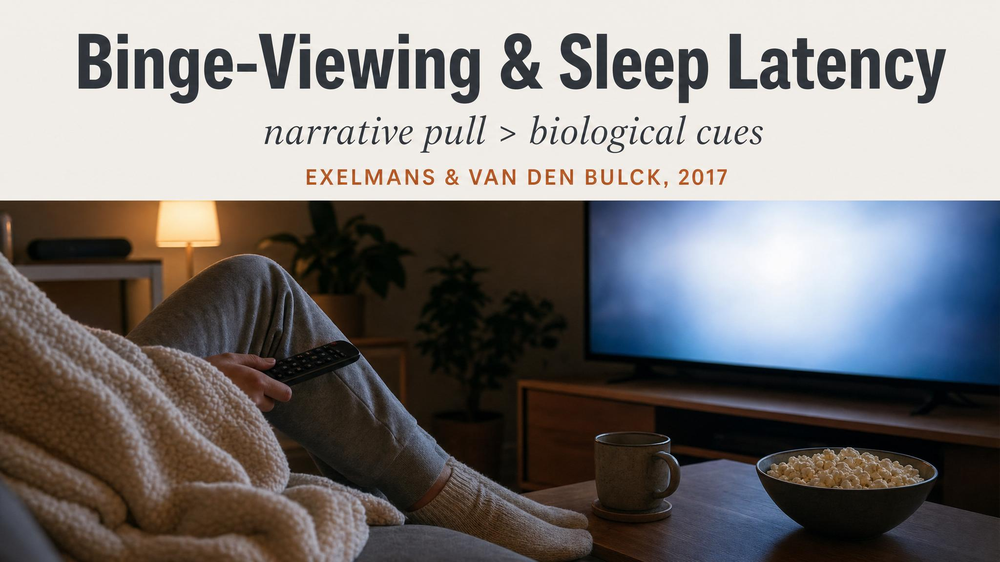 Binge-Viewing & Sleep Latency
narrative pull > biological cues
EXELMANS & VAN DEN BULCK, 2017